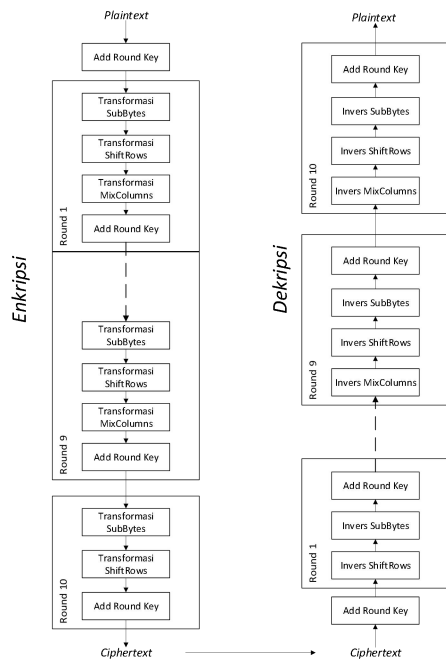 Plaintext
Add Round Key
Transformasi
SubBytes
Transformasi
ShiftRows
Transformasi
MixColumns
Add Round Key
Round 1
Enkripsi
Transformasi
SubBytes
Transformasi
ShiftRows
Transformasi
MixColumns
Add Round Key
Round 9
Transformasi
SubBytes
Transformasi
ShiftRows
Add Round Key
Round 10
Ciphertext
Plaintext
Add Round Key
Invers SubBytes
Invers ShiftRows
Invers MixColumns
Round 10
Dekripsi
Add Round Key
Invers SubBytes
Invers ShiftRows
Invers MixColumns
Round 9
Add Round Key
Invers SubBytes
Invers ShiftRows
Round 1
Add Round Key
Ciphertext